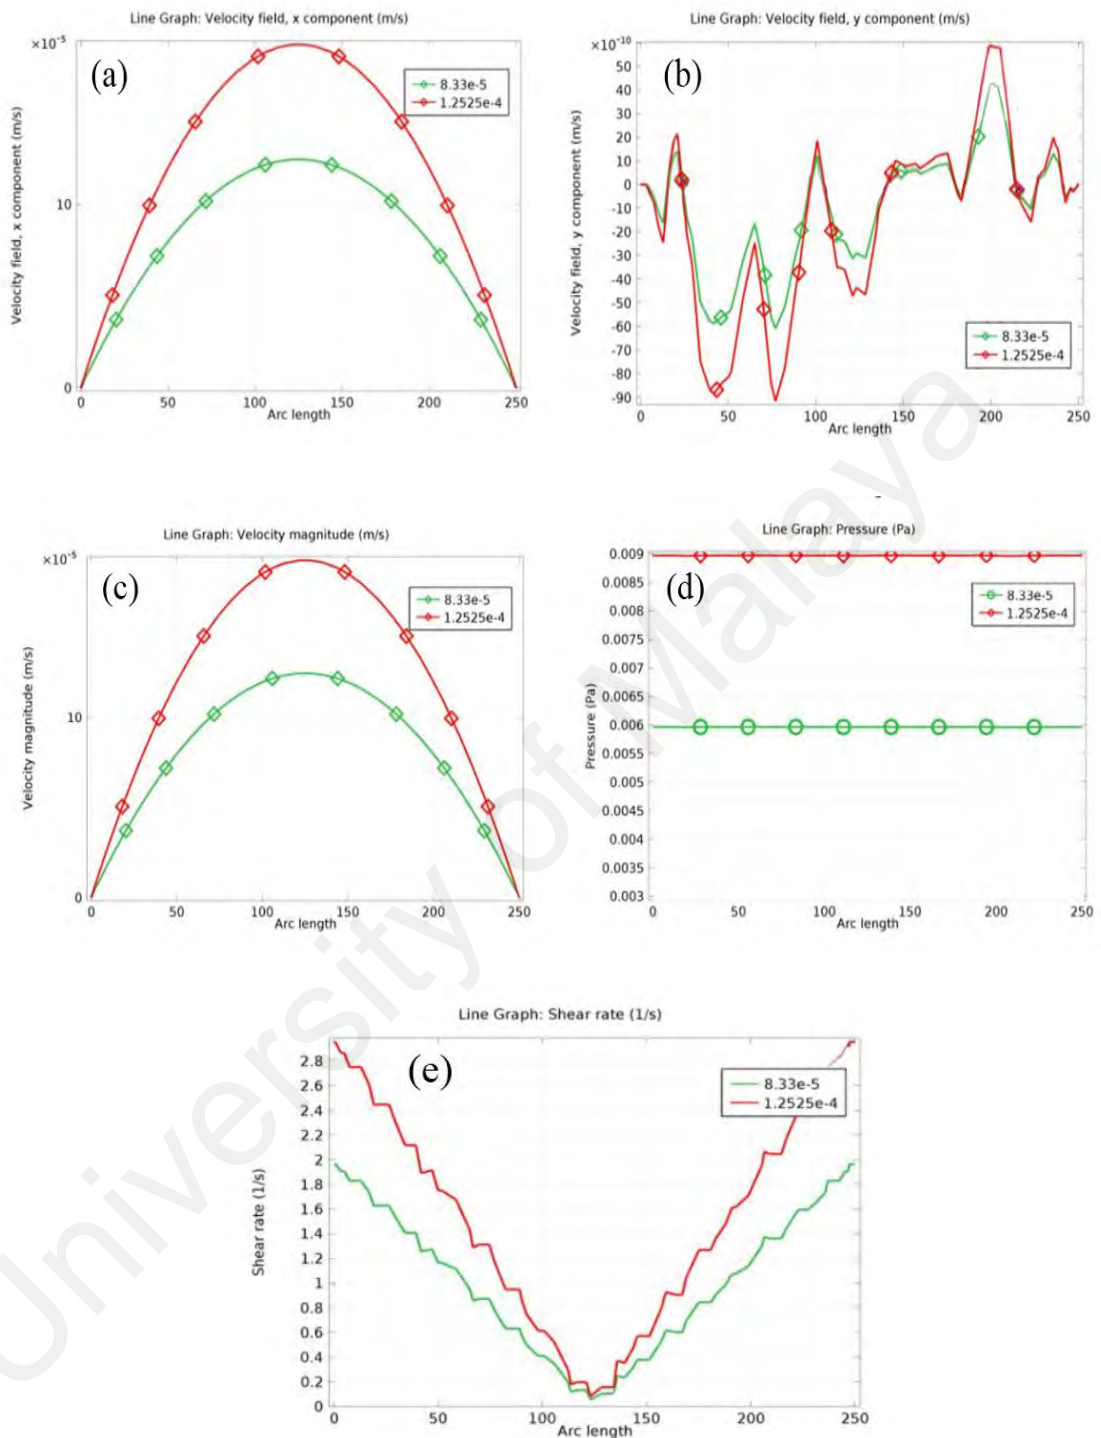 Line Graph: Velocity field, x component (m/s)
×10⁻⁵
(a)
8.33e-5
1.2525e-4
Velocity field, x component (m/s)
10
0
0 50 100 150 200 250
Arc length
Line Graph: Velocity field, y component (m/s)
×10⁻¹⁰
(b)
50
40
30
20
10
0
-10
-20
-30
-40
-50
-60
-70
-80
-90
Velocity field, y component (m/s)
8.33e-5
1.2525e-4
0 50 100 150 200 250
Arc length
Line Graph: Velocity magnitude (m/s)
×10⁻⁵
(c)
8.33e-5
1.2525e-4
Velocity magnitude (m/s)
10
0
0 50 100 150 200 250
Arc length
Line Graph: Pressure (Pa)
0.009
0.0085
0.008
0.0075
0.007
0.0065
0.006
0.0055
0.005
0.0045
0.004
0.0035
0.003
(d)
8.33e-5
1.2525e-4
Pressure (Pa)
0 50 100 150 200 250
Arc length
Line Graph: Shear rate (1/s)
(e)
8.33e-5
1.2525e-4
2.8
2.6
2.4
2.2
2
1.8
1.6
1.4
1.2
1
0.8
0.6
0.4
0.2
0
Shear rate (1/s)
0 50 100 150 200 250
Arc length
University of Malaya